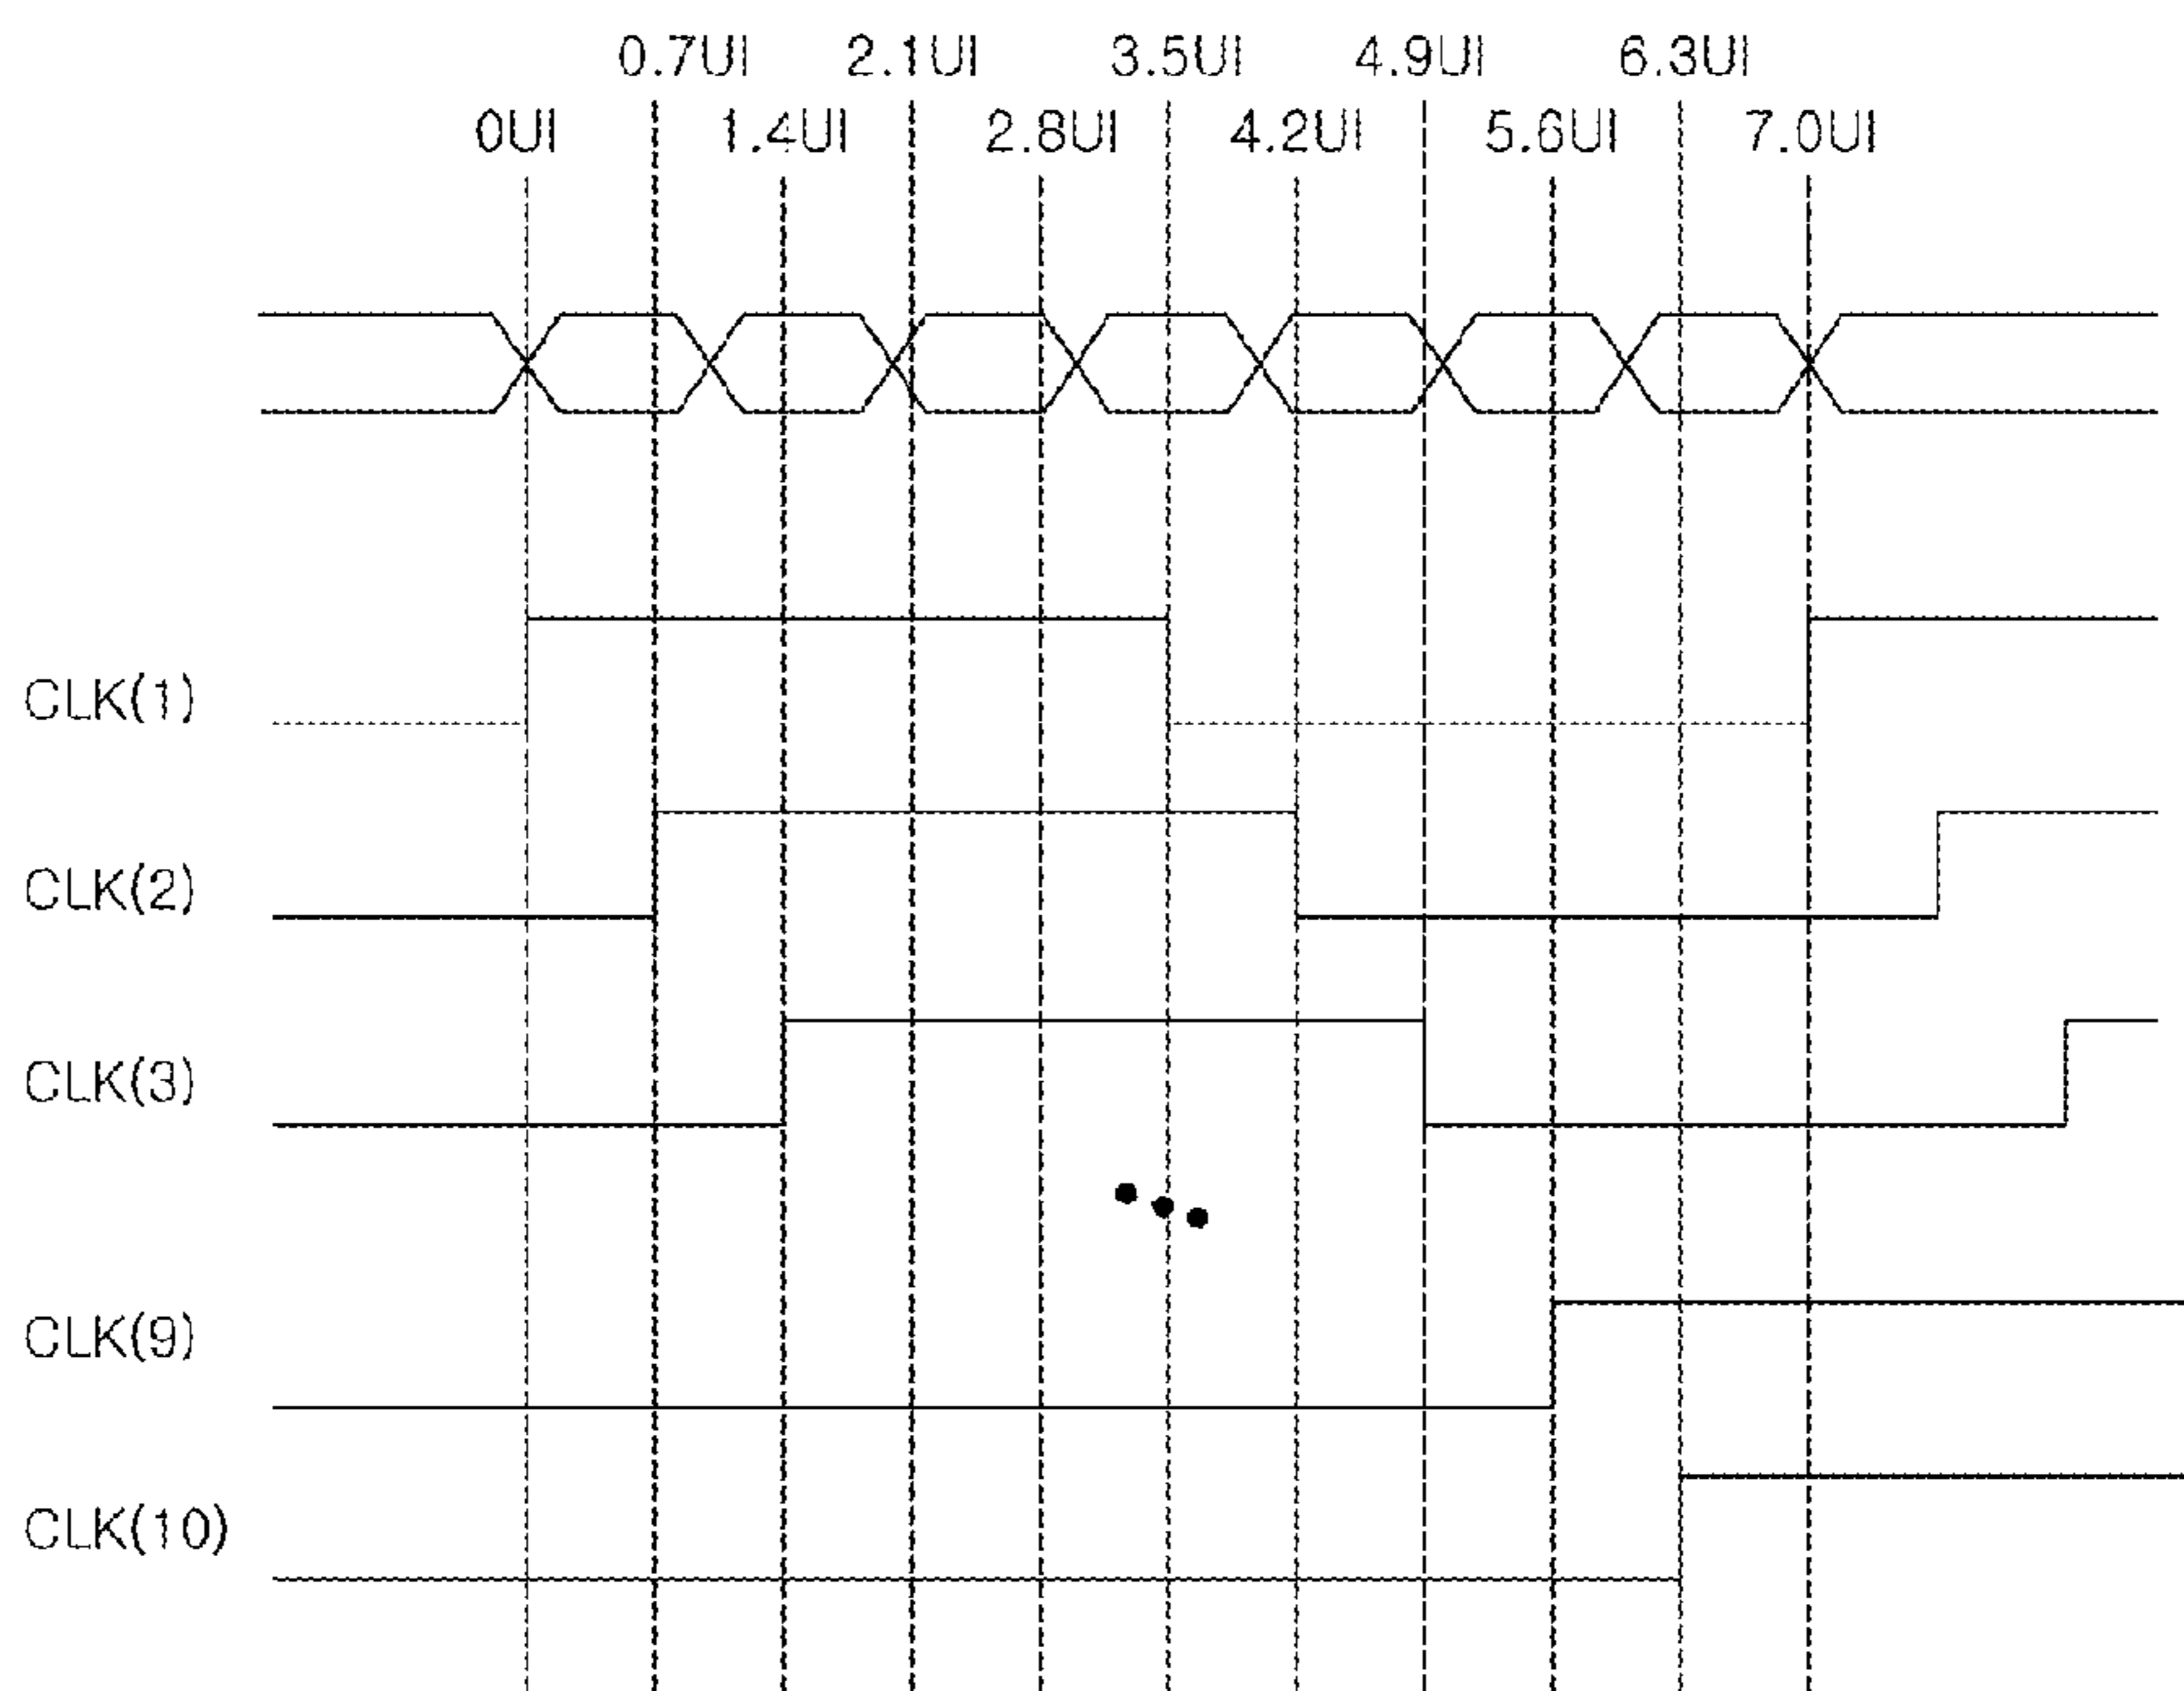 0.7UI 2.1UI 3.5UI 4.9UI 6.3UI
0UI 1.4UI 2.8UI 4.2UI 5.6UI 7.0UI
CLK(1)
CLK(2)
CLK(3)
CLK(9)
CLK(10)